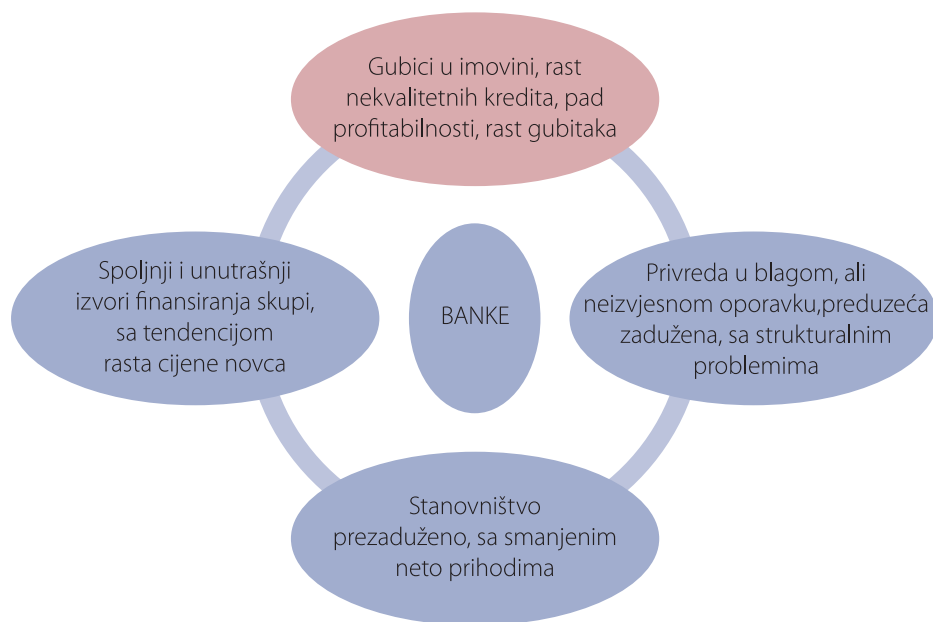 Gubici u imovini, rast
nekvalitetnih kredita, pad
profitabilnosti, rast gubitaka
Spoljnji i unutrašnji
izvori finansiranja skupi,
sa tendencijom
rasta cijene novca
BANKE
Privreda u blagom, ali
neizvjesnom oporavku,preduzeća
zadužena, sa strukturalnim
problemima
Stanovništvo
prezaduženo, sa smanjenim
neto prihodima